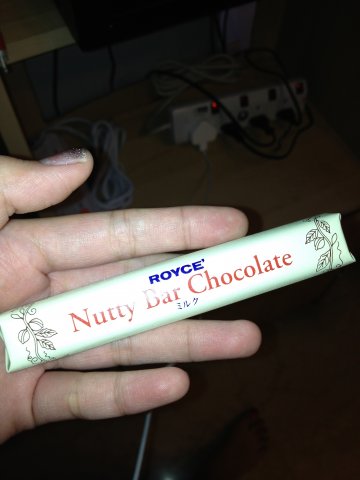 ROYCE'
Nutty Bar Chocolate
ミルク